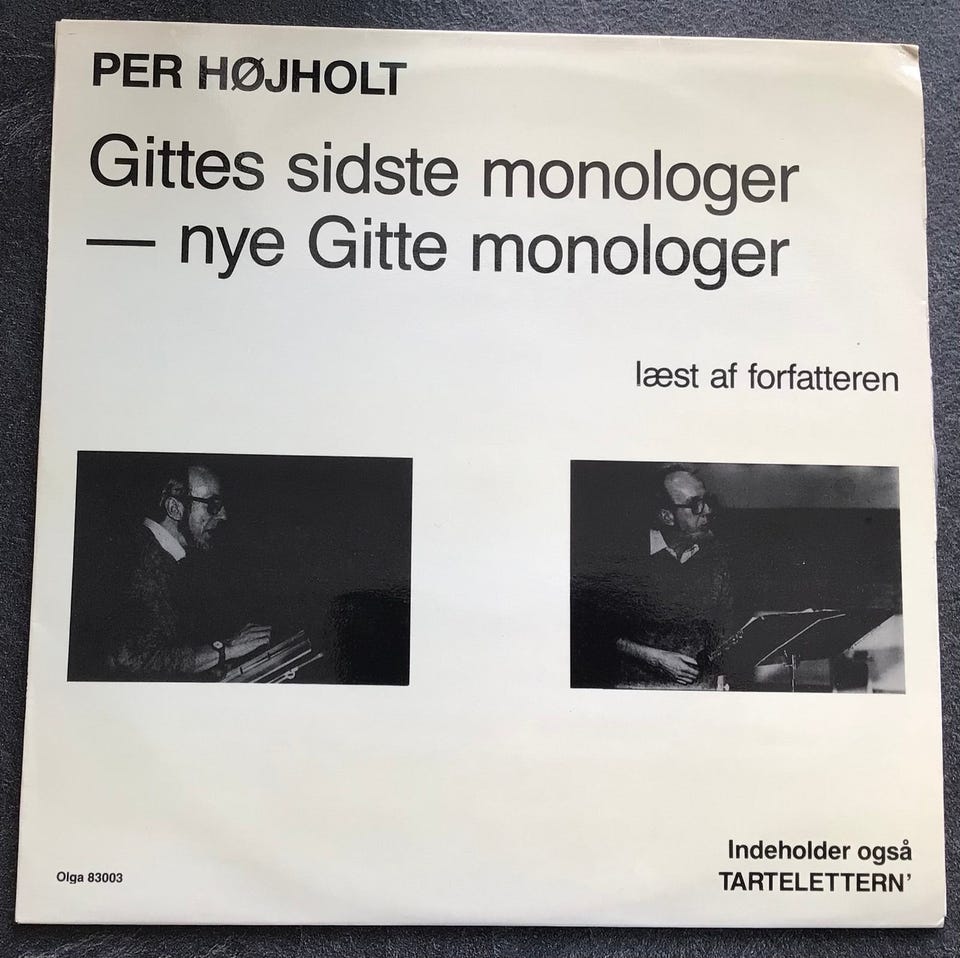 PER HØJHOLT
Gittes sidste monologer
— nye Gitte monologer
læst af forfatteren
Indeholder også
TARTELETTERN'
Olga 83003